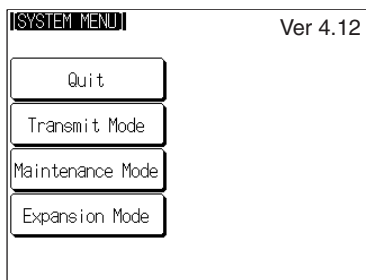 [SYSTEM MENU]
Ver 4.12
Quit
Transmit Mode
Maintenance Mode
Expansion Mode